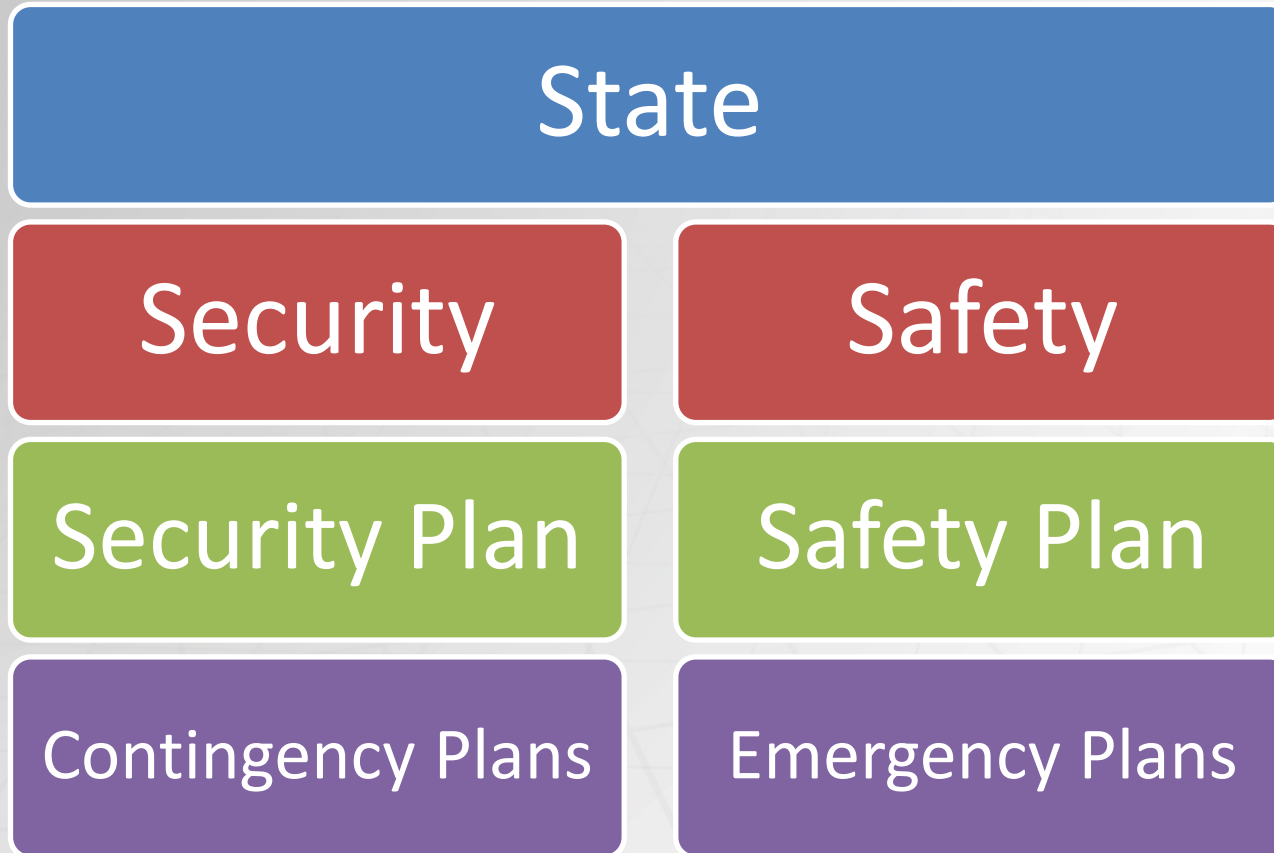 State
Security
Safety
Security Plan
Safety Plan
Contingency Plans
Emergency Plans